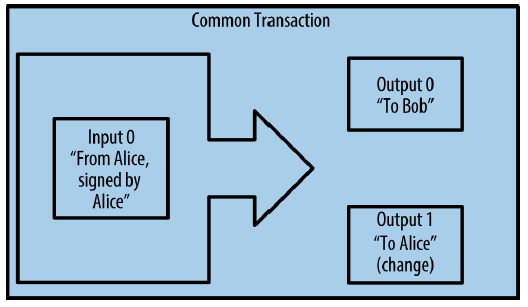 Common Transaction
Input 0
“From Alice,
signed by
Alice”
Output 0
“To Bob”
Output 1
“To Alice”
(change)